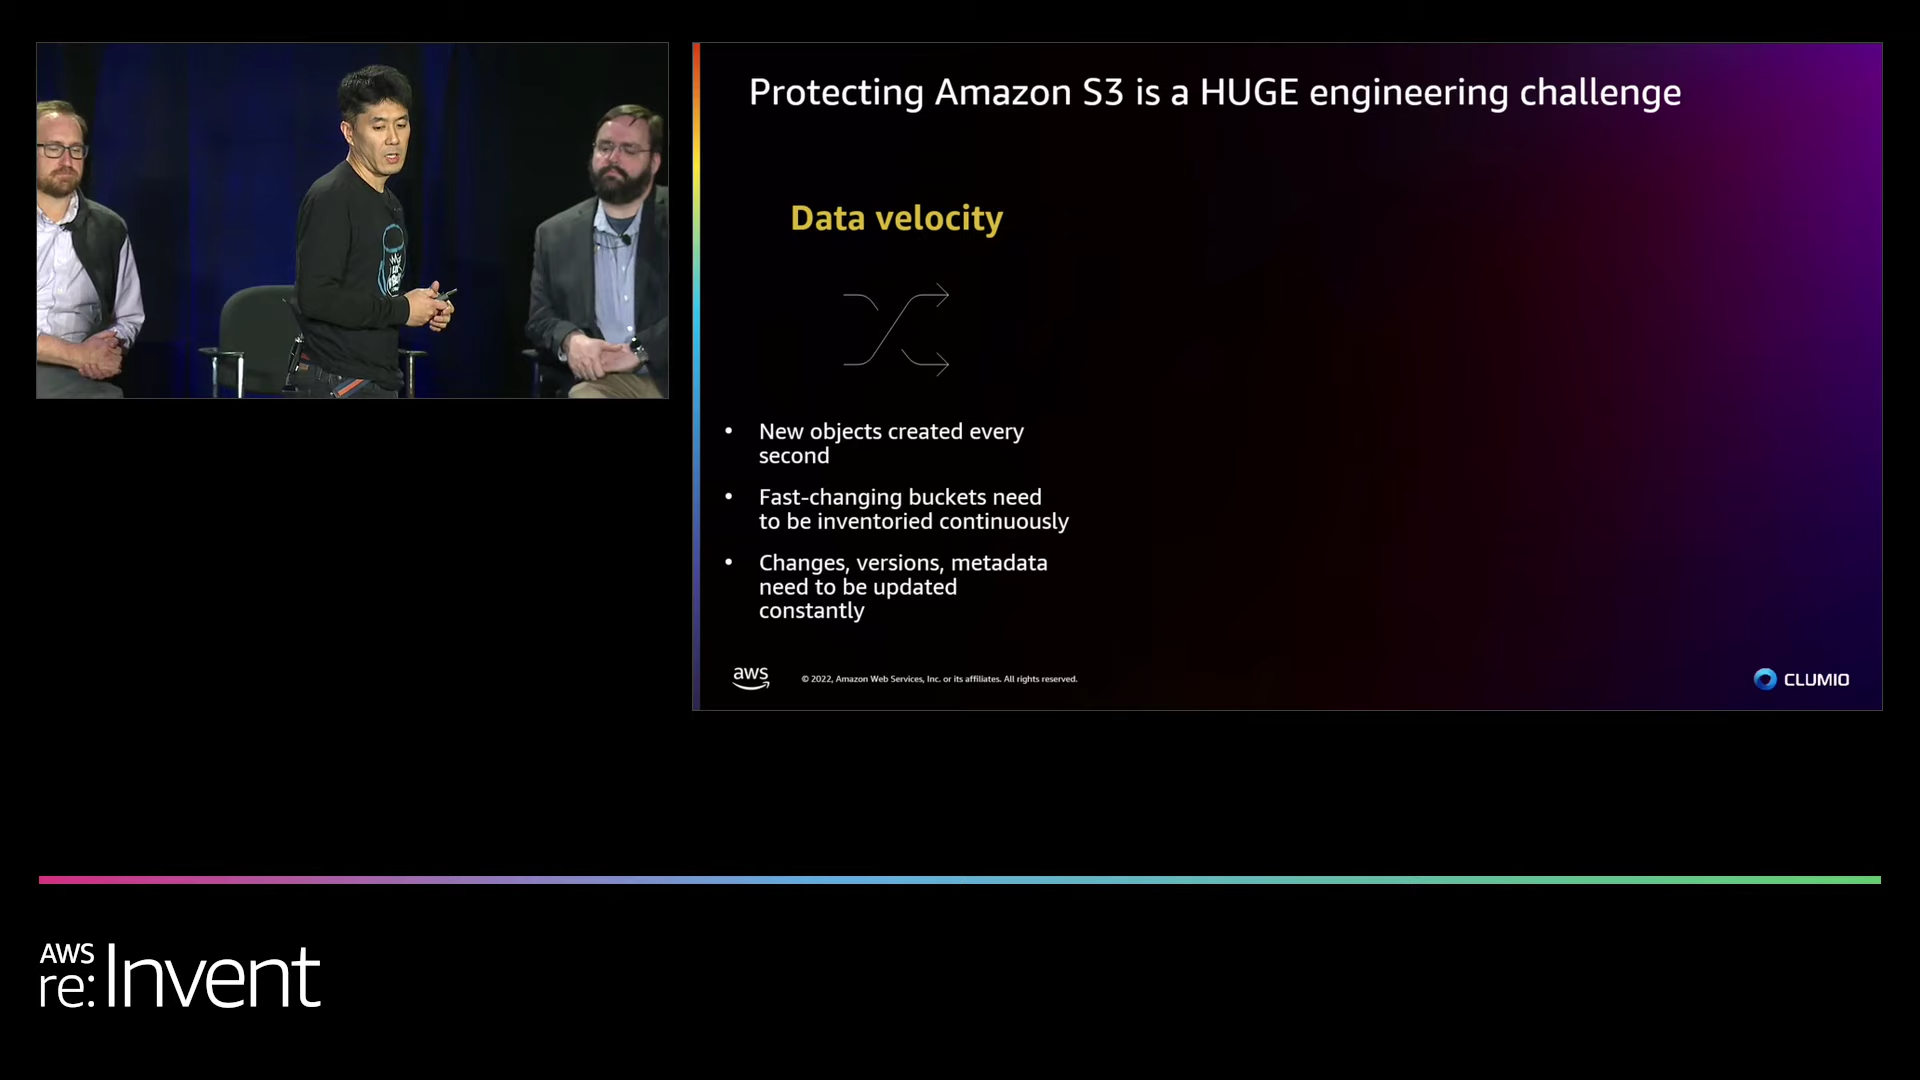 Protecting Amazon S3 is a HUGE engineering challenge
Data velocity
• New objects created every
second
• Fast-changing buckets need
to be inventoried continuously
• Changes, versions, metadata
need to be updated
constantly
aws
© 2022, Amazon Web Services, Inc. or its affiliates. All rights reserved.
CLUMIO
AWS
re:Invent